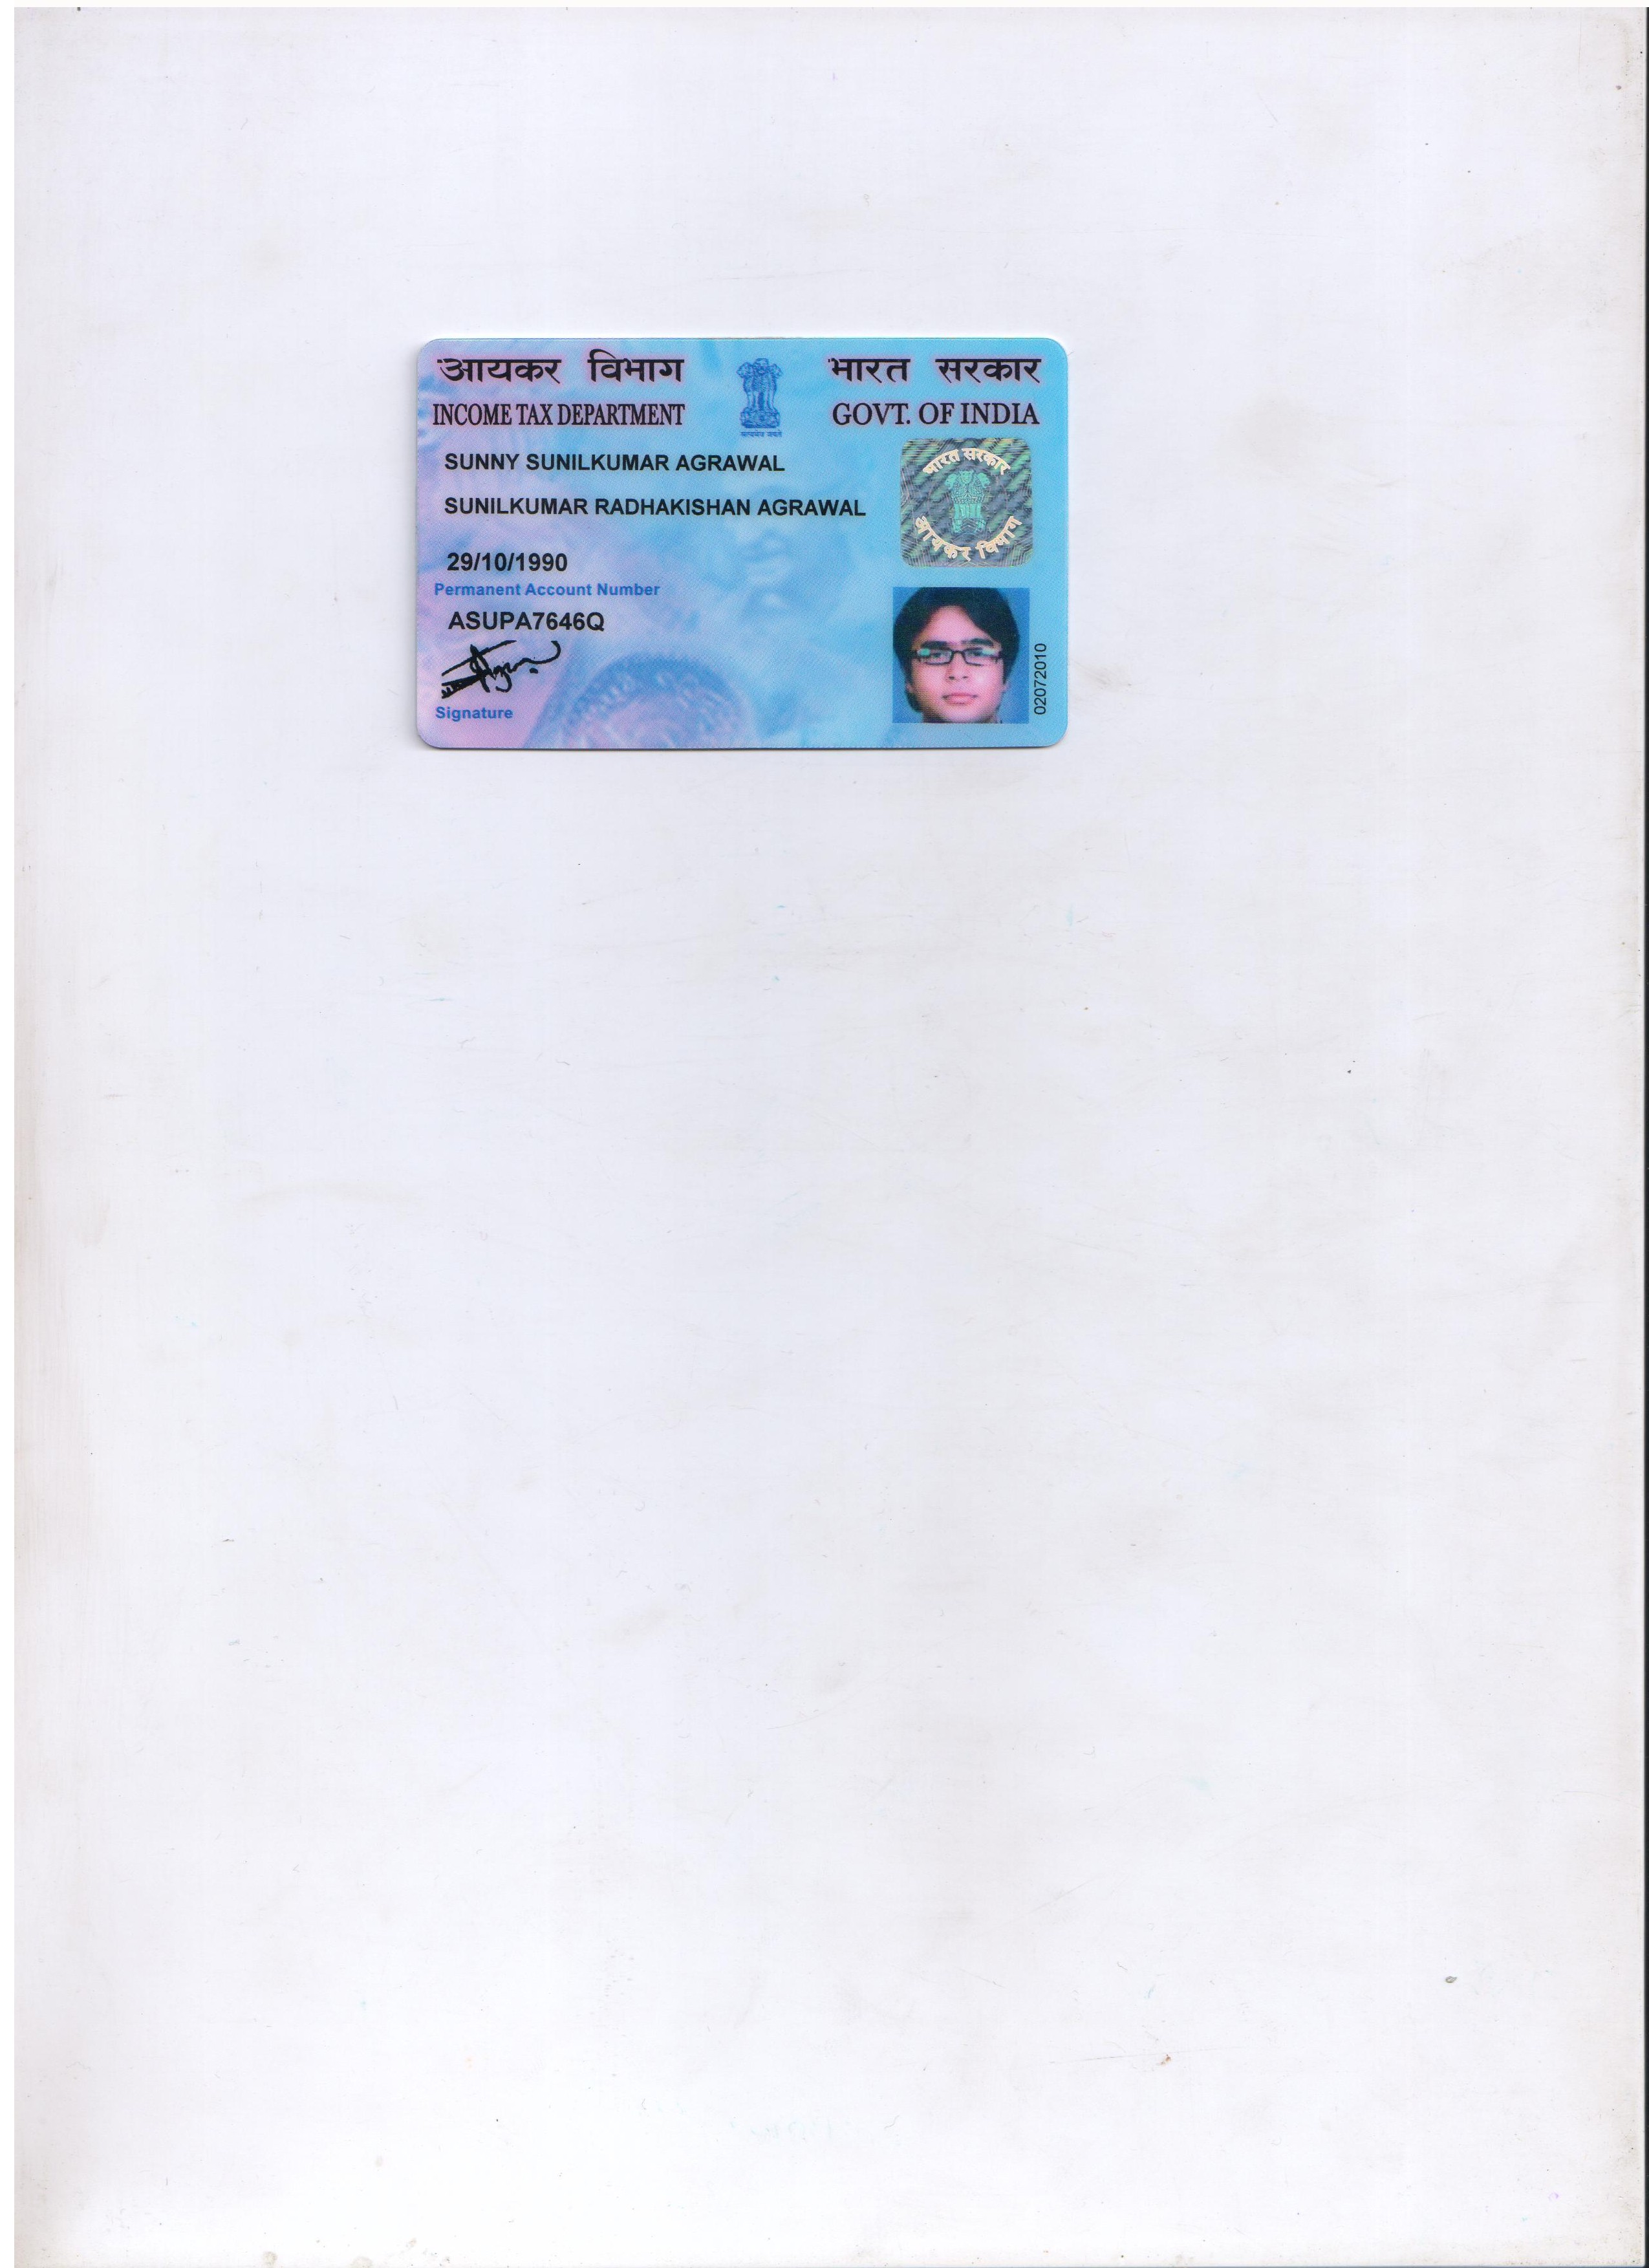 आयकर विभाग
INCOME TAX DEPARTMENT
भारत सरकार
GOVT. OF INDIA
सत्यमेव जयते
SUNNY SUNILKUMAR AGRAWAL
SUNILKUMAR RADHAKISHAN AGRAWAL
29/10/1990
Permanent Account Number
ASUPA7646Q
Signature
भारत सरकार
आयकर विभाग
02072010